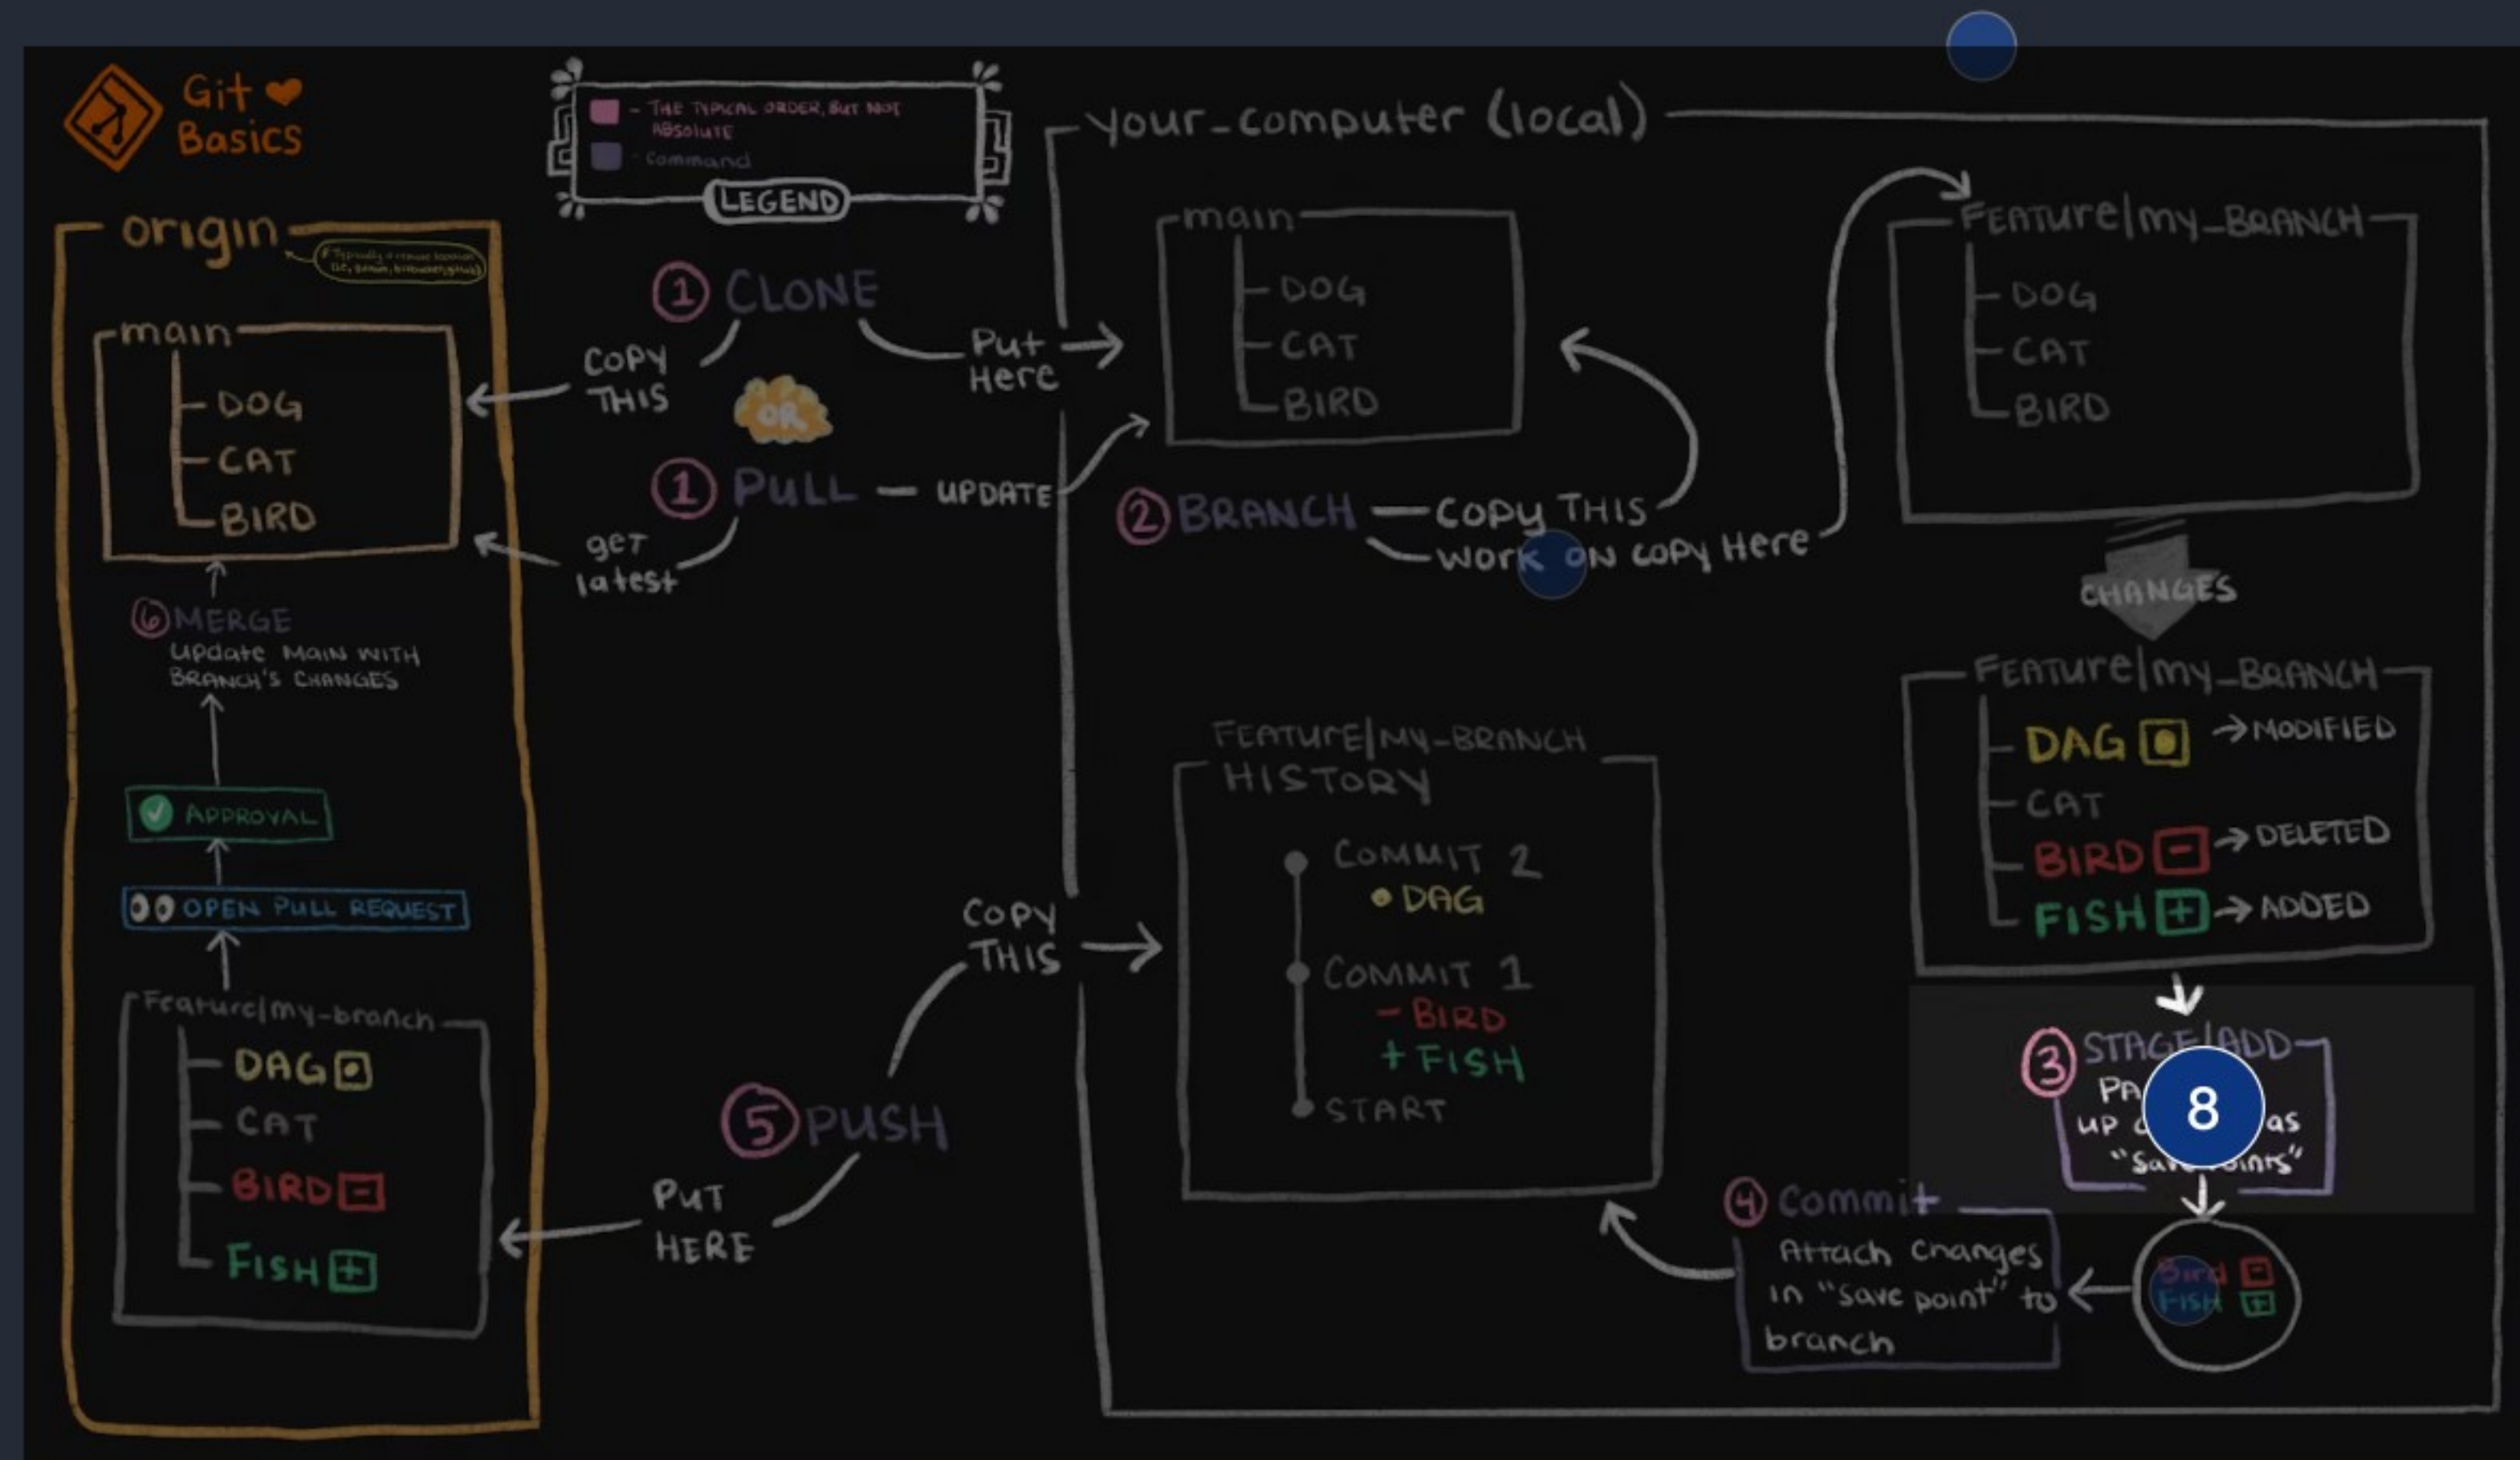 Git
Basics
- THE TYPICAL ORDER, BUT NOT
ABSOLUTE
- Command
LEGEND
origin
main
DOG
CAT
BIRD
6 MERGE
update MAIN WITH
BRANCH'S CHANGES
APPROVAL
OPEN PULL REQUEST
Feature/my-branch
DAG
CAT
BIRD -
FISH +
1 CLONE
COPY
THIS
Put
Here
OR
1 PULL — UPDATE
get
latest
5 PUSH
COPY
THIS
PUT
HERE
your_computer (local)
main
DOG
CAT
BIRD
2 BRANCH — COPY THIS
WORK ON COPY Here
FEATURE/my_BRANCH
DOG
CAT
BIRD
CHANGES
FEATURE/my_BRANCH
DAG MODIFIED
CAT
BIRD - DELETED
FISH + ADDED
3 STAGE/ADD
8
up as
4 Commit
Attach changes
in "save point" to
branch
Bird -
Fish +
FEATURE/MY-BRANCH
HISTORY
COMMIT 2
• DAG
COMMIT 1
- BIRD
+ FISH
START